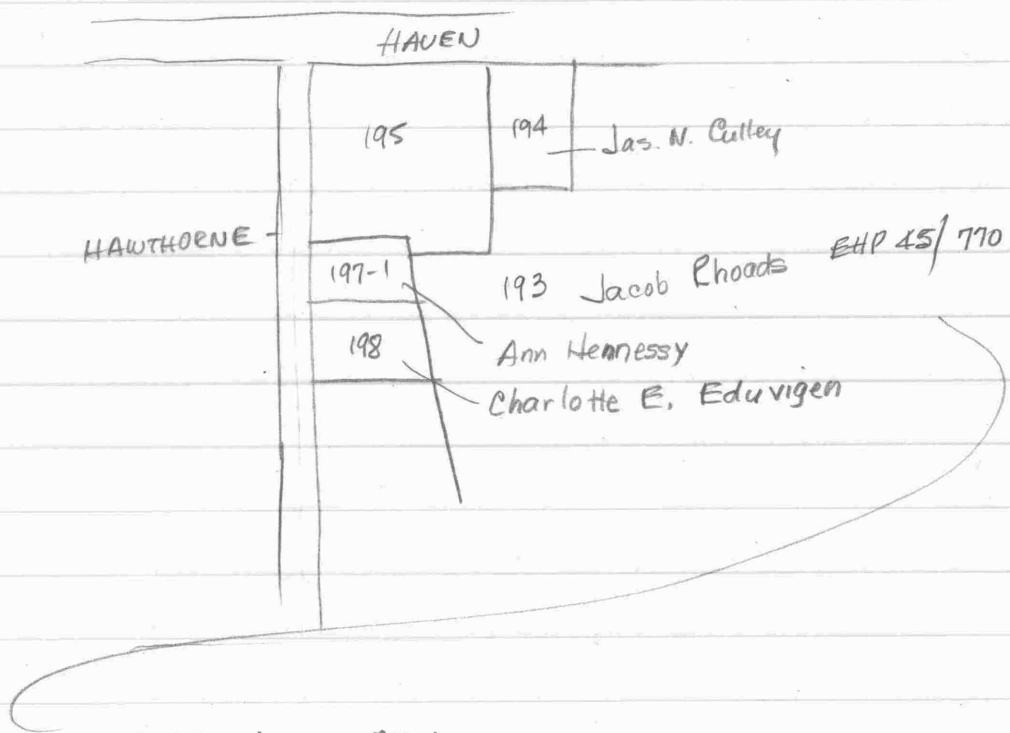 HAVEN
195
194
Jas. N. Culley
HAWTHORNE
197-1
193 Jacob Rhoads EHP 45/770
198
Ann Hennessy
Charlotte E. Eduvigen